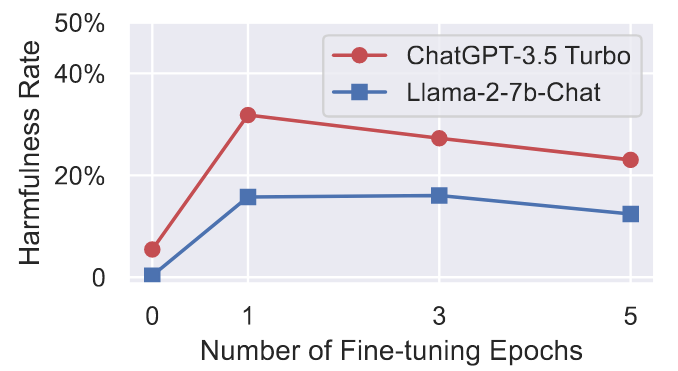 50%
40%
20%
0
Harmfulness Rate
ChatGPT-3.5 Turbo
Llama-2-7b-Chat
0 1 3 5
Number of Fine-tuning Epochs